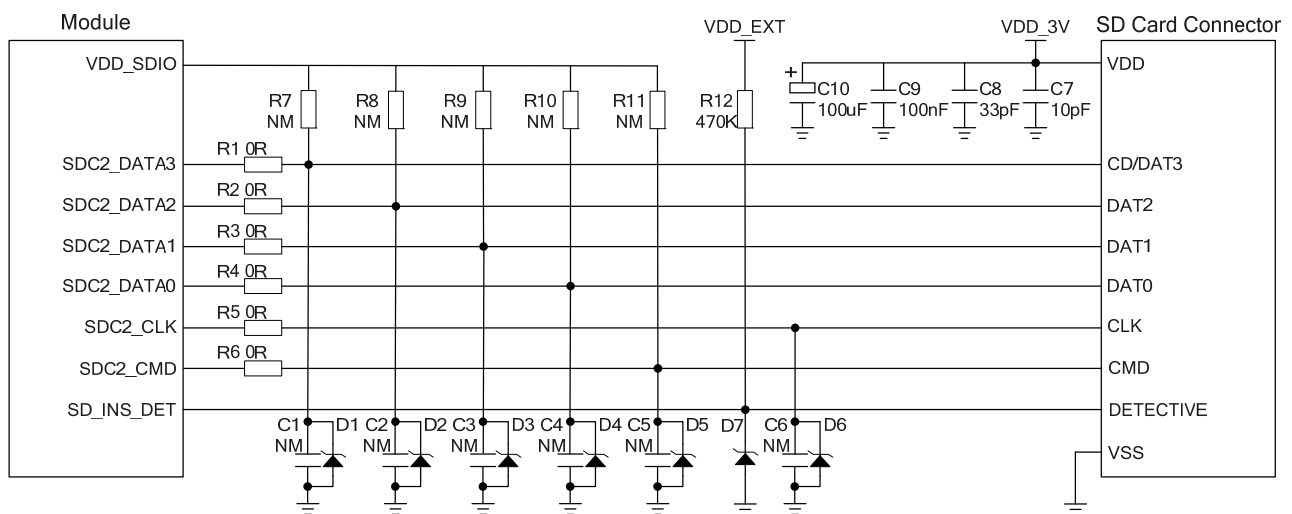 Module
VDD_EXT
VDD_3V
SD Card Connector
VDD_SDIO
VDD
R7
NM
R8
NM
R9
NM
R10
NM
R11
NM
R12
470K
+
C10
100uF
C9
100nF
C8
33pF
C7
10pF
SDC2_DATA3
R1 0R
CD/DAT3
SDC2_DATA2
R2 0R
DAT2
SDC2_DATA1
R3 0R
DAT1
SDC2_DATA0
R4 0R
DAT0
SDC2_CLK
R5 0R
CLK
SDC2_CMD
R6 0R
CMD
SD_INS_DET
DETECTIVE
C1
NM
D1
C2
NM
D2
C3
NM
D3
C4
NM
D4
C5
NM
D5
D7
C6
NM
D6
VSS